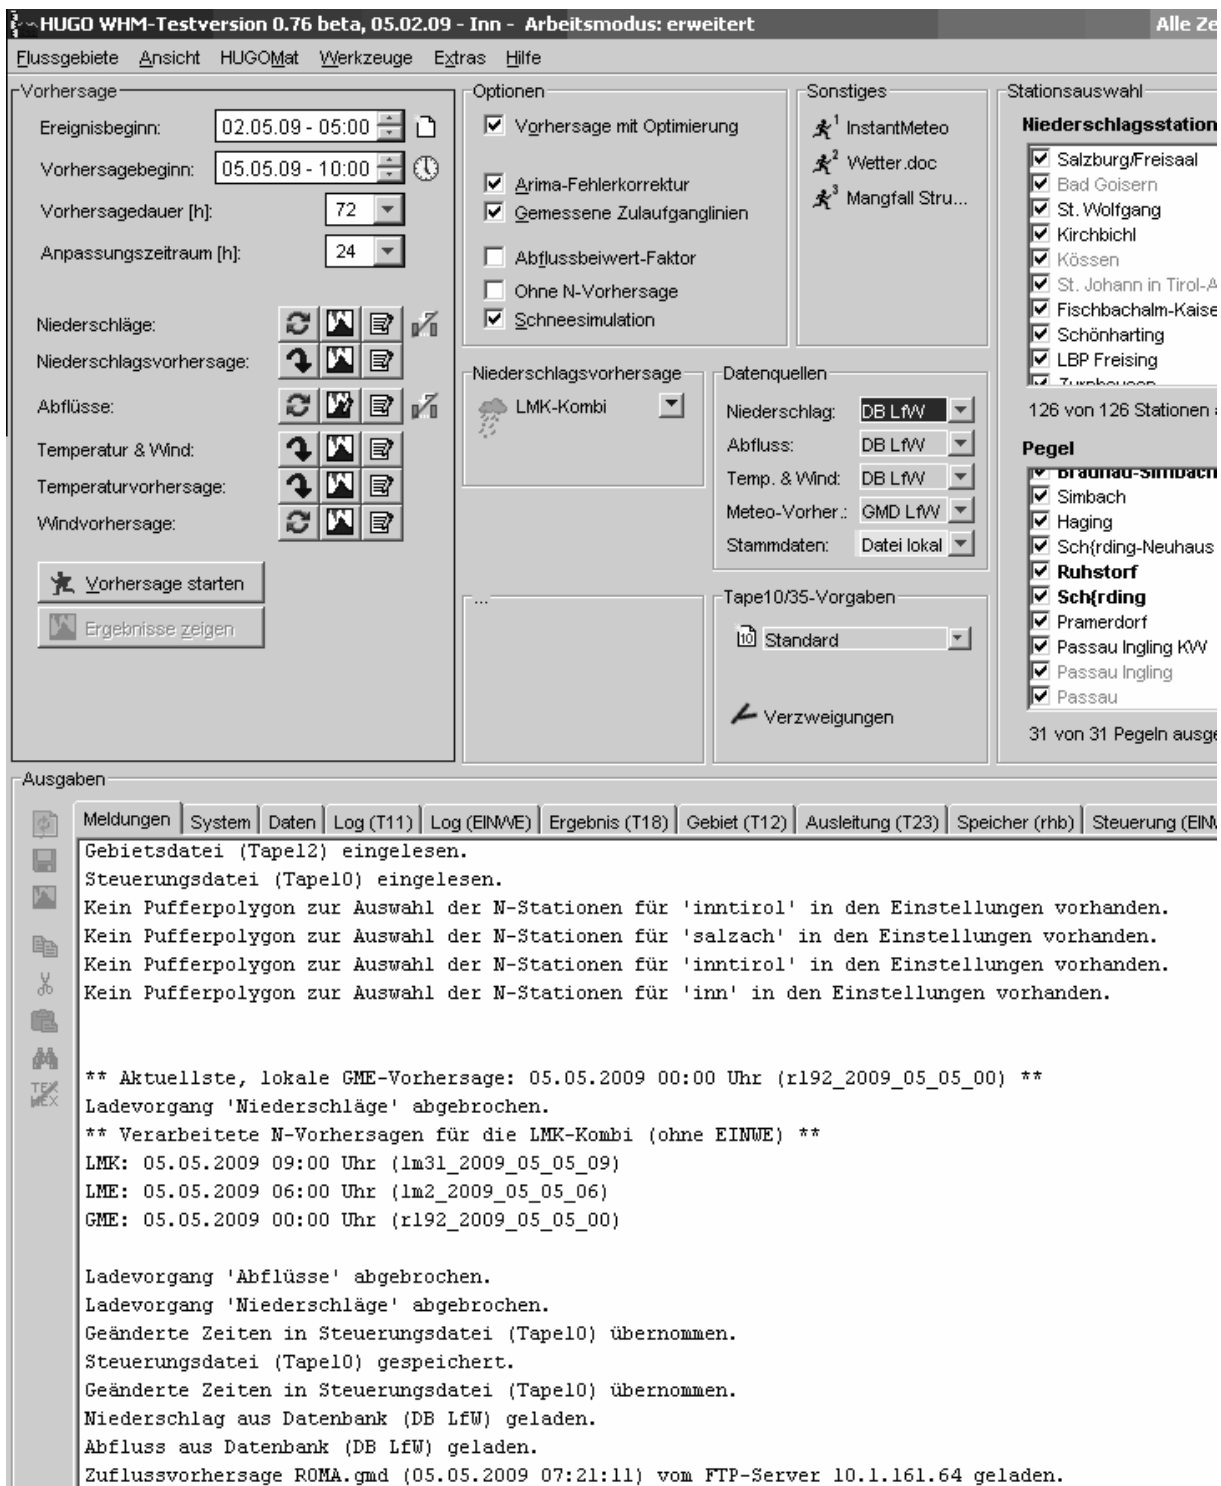 HUGO WHM-Testversion 0.76 beta, 05.02.09 - Inn - Arbeitsmodus: erweitert
Flussgebiete Ansicht HUGOMat Werkzeuge Extras Hilfe
Vorhersage
Ereignisbeginn: 02.05.09 - 05:00
Vorhersagebeginn: 05.05.09 - 10:00
Vorhersagedauer [h]: 72
Anpassungszeitraum [h]: 24
Niederschläge:
Niederschlagsvorhersage:
Abflüsse:
Temperatur & Wind:
Temperaturvorhersage:
Windvorhersage:
Vorhersage starten
Ergebnisse zeigen
Optionen
Vorhersage mit Optimierung
Arima-Fehlerkorrektur
Gemessene Zulaufganglinien
Abflussbeiwert-Faktor
Ohne N-Vorhersage
Schneesimulation
Sonstiges
1 InstantMeteo
2 Wetter.doc
3 Mangfall Stru...
Niederschlagsvorhersage
LMK-Kombi
Datenquellen
Niederschlag: DB LfW
Abfluss: DB LfW
Temp. & Wind: DB LfW
Meteo-Vorher.: GMD LfW
Stammdaten: Datei lokal
...
Tape10/35-Vorgaben
10 Standard
Verzweigungen
Alle
Stationsauswahl
Salzburg/Freisaal
Bad Goisern
St. Wolfgang
Kirchbichl
Kössen
St. Johann in Tirol-A
Fischbachalm-Kaise
Schönharting
LBP Freising
126 von 126 Stationen
Pegel
Braunau-Simbach
Simbach
Haging
Sch{rding-Neuhaus
Ruhstorf
Sch{rding
Pramerdorf
Passau Ingling KW
Passau Ingling
Passau
31 von 31 Pegeln ausge
Ausgaben
Meldungen System Daten Log (T11) Log (EINWE) Ergebnis (T18) Gebiet (T12) Ausleitung (T23) Speicher (rhb) Steuerung
Gebietsdatei (Tape12) eingelesen.
Steuerungsdatei (Tape10) eingelesen.
Kein Pufferpolygon zur Auswahl der N-Stationen für 'inntirol' in den Einstellungen vorhanden.
Kein Pufferpolygon zur Auswahl der N-Stationen für 'salzach' in den Einstellungen vorhanden.
Kein Pufferpolygon zur Auswahl der N-Stationen für 'inntirol' in den Einstellungen vorhanden.
Kein Pufferpolygon zur Auswahl der N-Stationen für 'inn' in den Einstellungen vorhanden.
** Aktuellste, lokale GME-Vorhersage: 05.05.2009 00:00 Uhr (r192_2009_05_05_00) **
Ladevorgang 'Niederschläge' abgebrochen.
** Verarbeitete N-Vorhersagen für die LMK-Kombi (ohne EINWE) **
LMK: 05.05.2009 09:00 Uhr (lm31_2009_05_05_09)
LME: 05.05.2009 06:00 Uhr (lm2_2009_05_05_06)
GME: 05.05.2009 00:00 Uhr (r192_2009_05_05_00)
Ladevorgang 'Abflüsse' abgebrochen.
Ladevorgang 'Niederschläge' abgebrochen.
Geänderte Zeiten in Steuerungsdatei (Tape10) übernommen.
Steuerungsdatei (Tape10) gespeichert.
Geänderte Zeiten in Steuerungsdatei (Tape10) übernommen.
Niederschlag aus Datenbank (DB LfW) geladen.
Abfluss aus Datenbank (DB LfW) geladen.
Zuflussvorhersage ROMA.gmd (05.05.2009 07:21:11) vom FTP-Server 10.1.161.64 geladen.